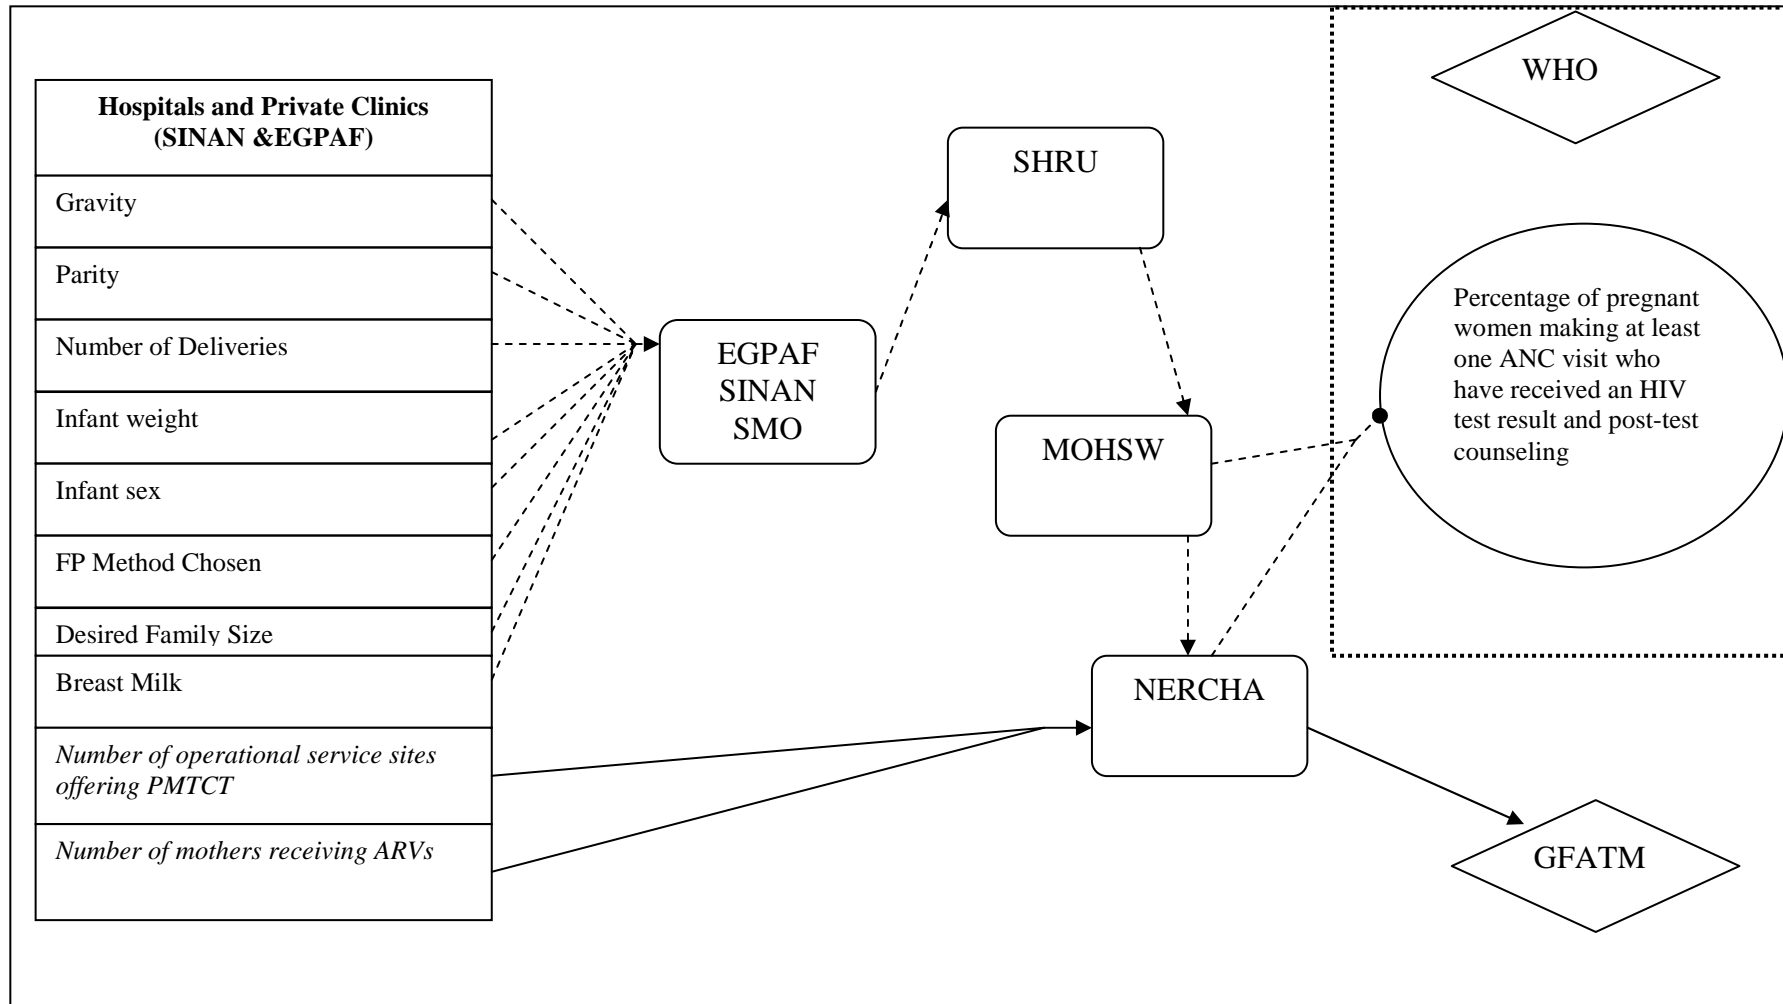 Hospitals and Private Clinics
(SINAN &EGPAF)
Gravity
Parity
Number of Deliveries
Infant weight
Infant sex
FP Method Chosen
Desired Family Size
Breast Milk
Number of operational service sites
offering PMTCT
Number of mothers receiving ARVs
EGPAF
SINAN
SMO
SHRU
MOHSW
NERCHA
WHO
Percentage of pregnant
women making at least
one ANC visit who
have received an HIV
test result and post-test
counseling
GFATM